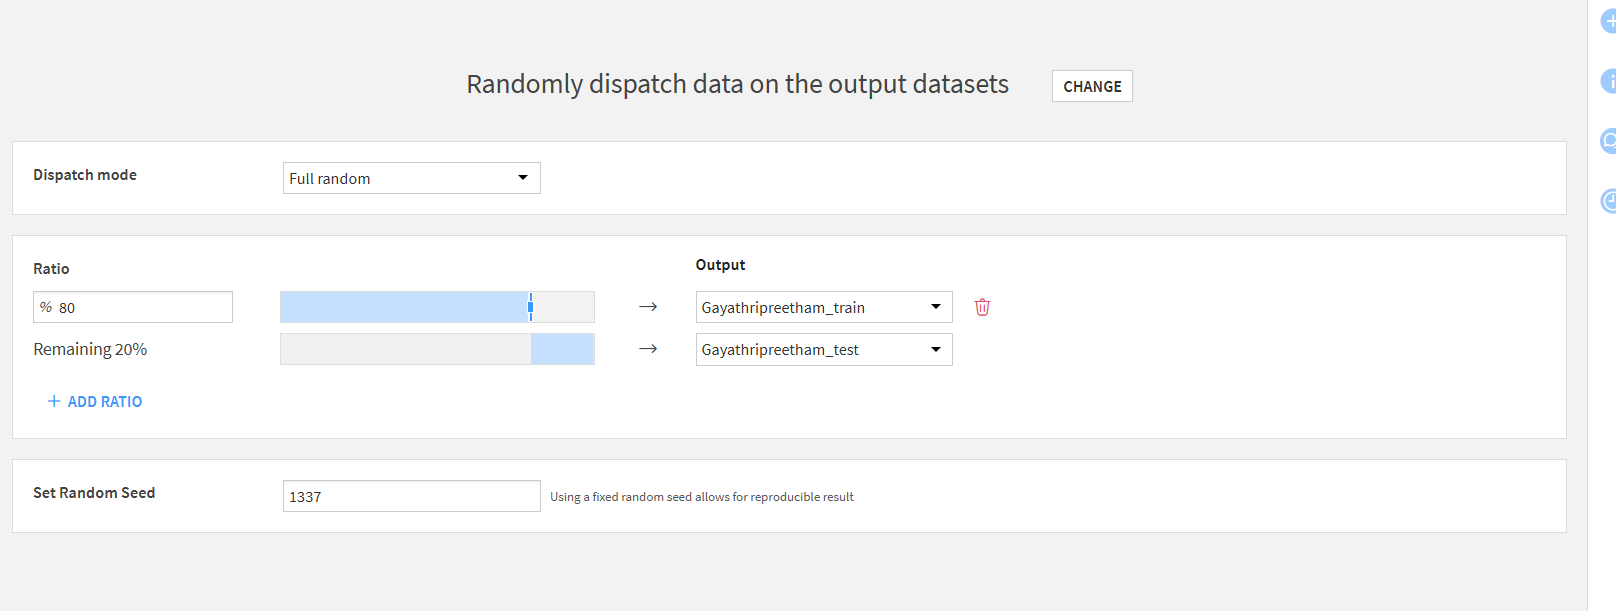 Randomly dispatch data on the output datasets
CHANGE
Dispatch mode
Full random
Ratio
Output
% 80
→
Gayathripreetham_train
Remaining 20%
→
Gayathripreetham_test
+ ADD RATIO
Set Random Seed
1337
Using a fixed random seed allows for reproducible result